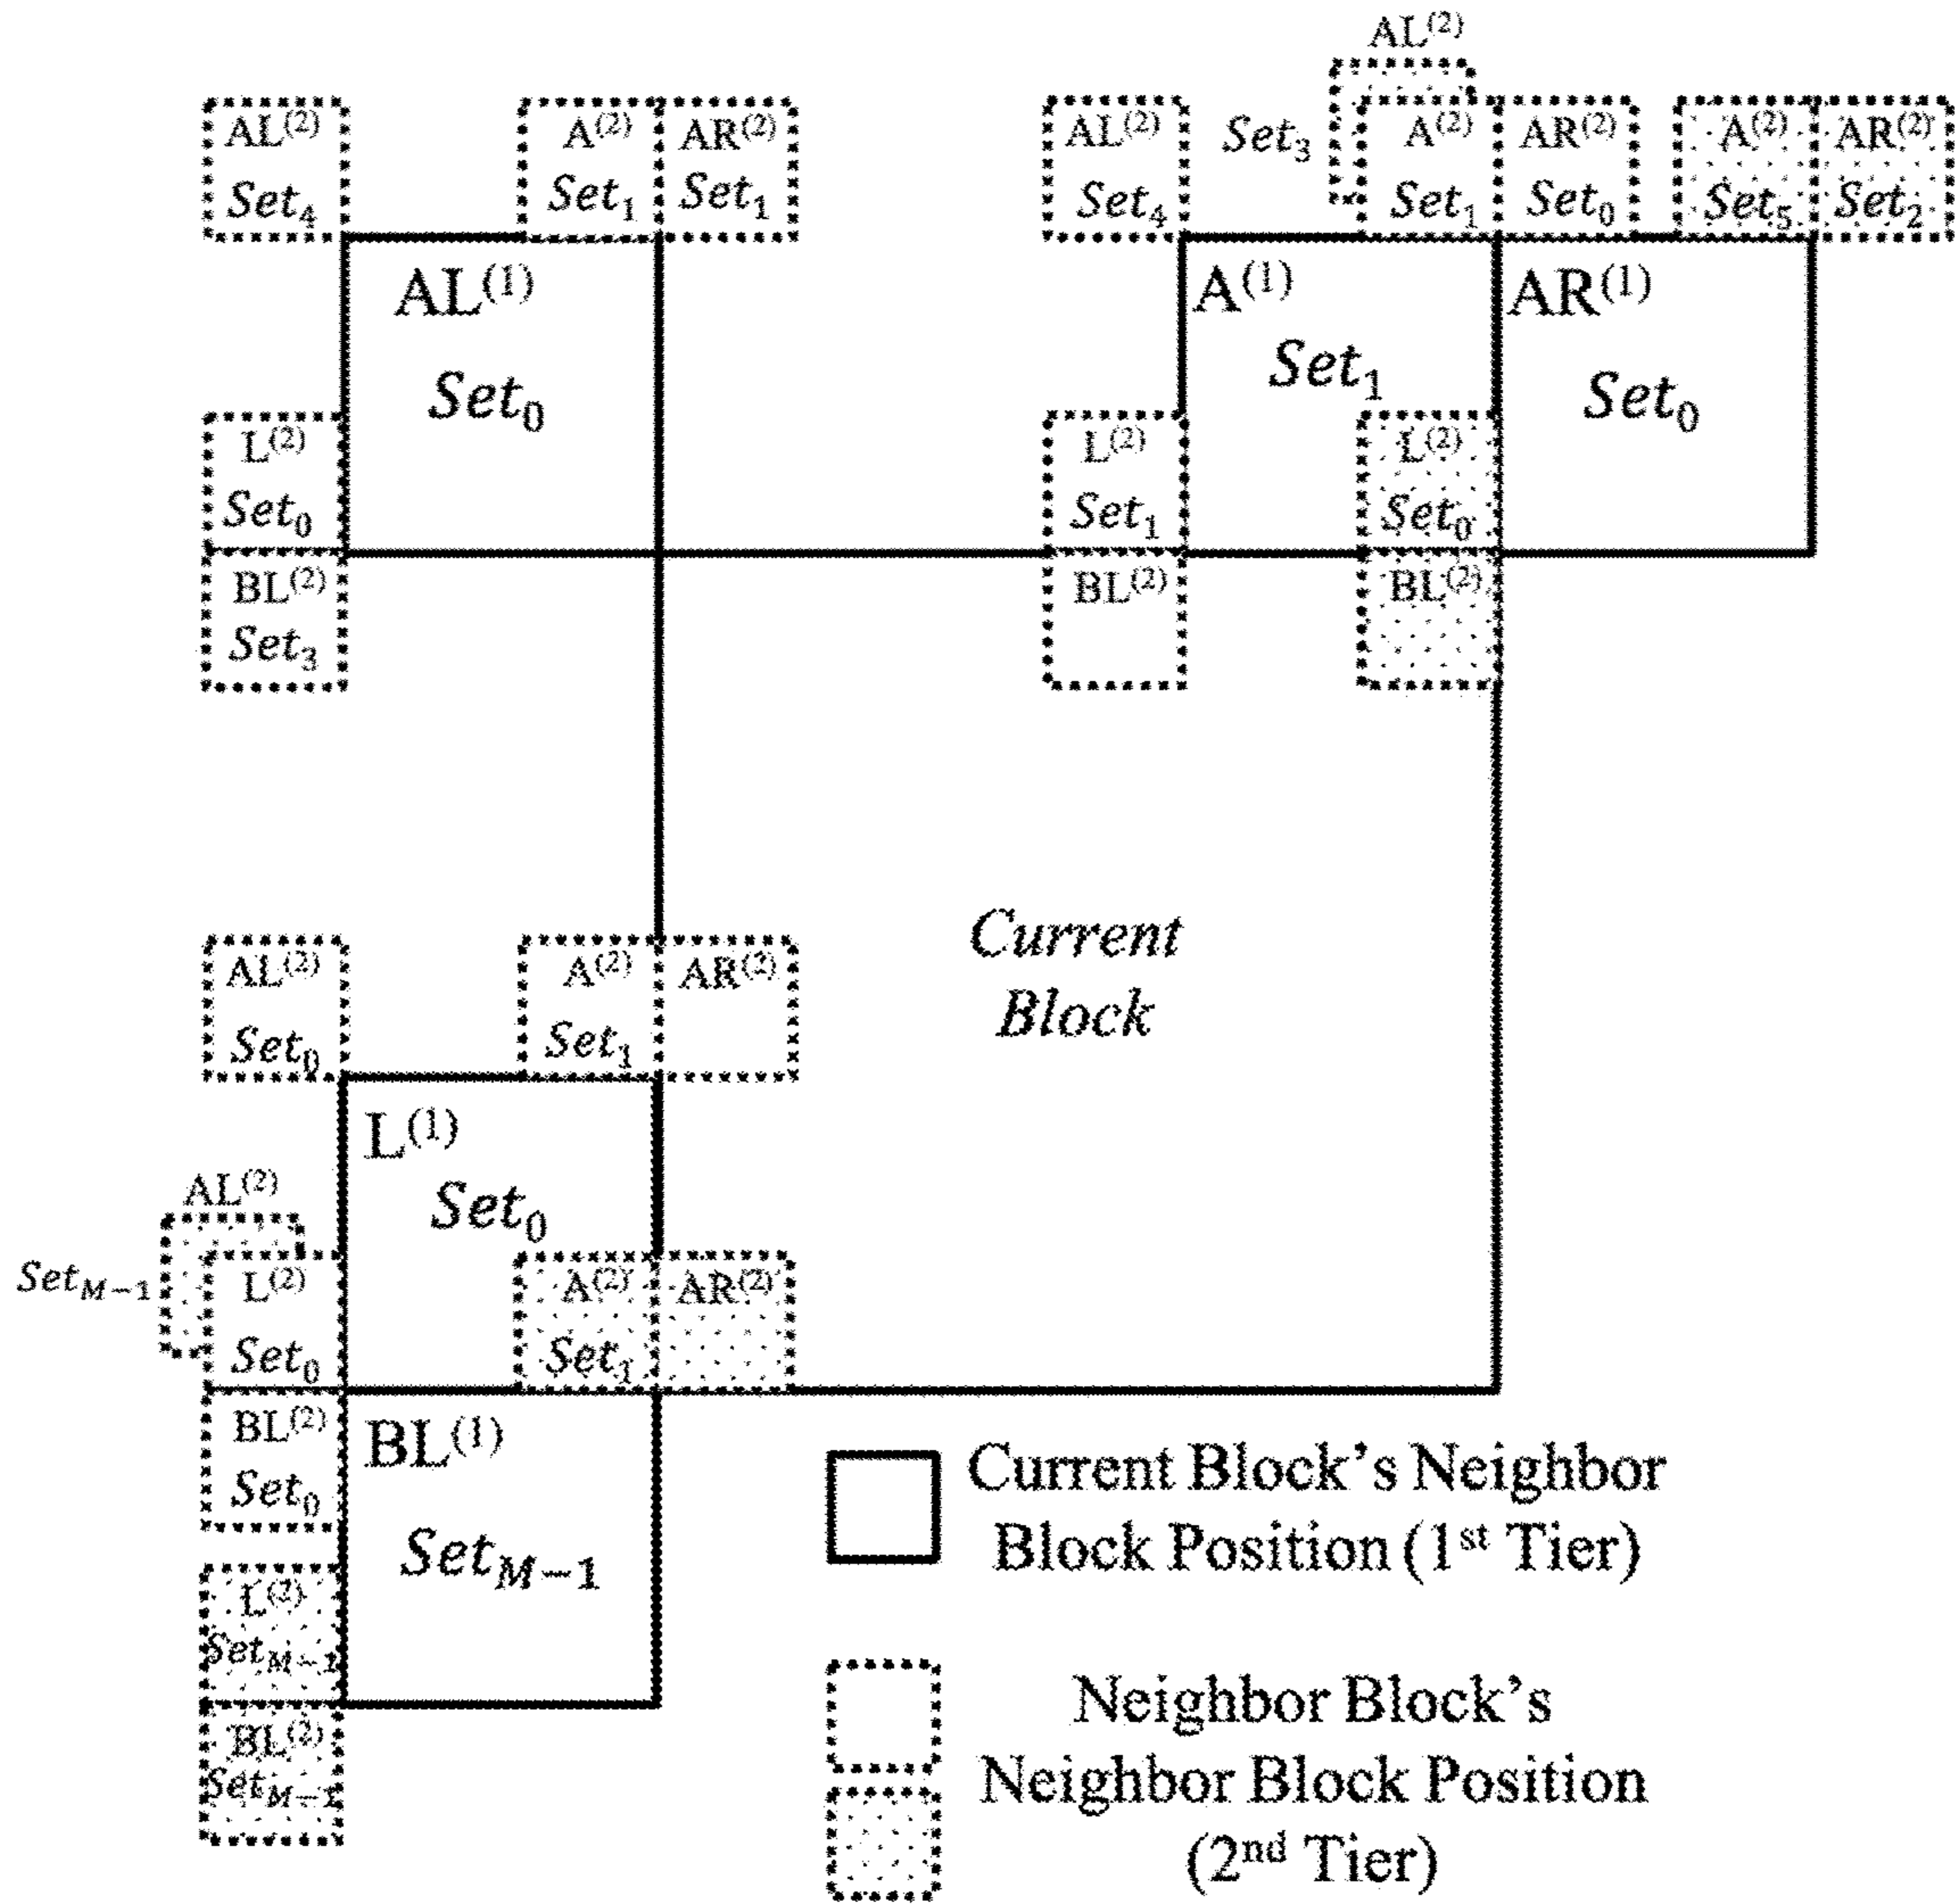 AL⁽²⁾
AL⁽²⁾ A⁽²⁾ AR⁽²⁾ AL⁽²⁾ Set₃ A⁽²⁾ AR⁽²⁾ A⁽²⁾ AR⁽²⁾
Set₄ Set₁ Set₁ Set₄ Set₁ Set₀ Set₅ Set₂
AL⁽¹⁾ A⁽¹⁾ AR⁽¹⁾
Set₀ Set₁ Set₀
L⁽²⁾ L⁽²⁾ L⁽²⁾
Set₀ Set₁ Set₀
BL⁽²⁾ BL⁽²⁾ BL⁽²⁾
Set₃
Current
Block
AL⁽²⁾ A⁽²⁾ AR⁽²⁾
Set₀ Set₁
L⁽¹⁾
Set₀
AL⁽²⁾
Set_{M−1} L⁽²⁾ A⁽²⁾ AR⁽²⁾
Set₀ Set₁
BL⁽²⁾ BL⁽¹⁾
Set₀
Set_{M−1}
L⁽²⁾
Set_{M−1}
BL⁽²⁾
Set_{M−1}
Current Block’s Neighbor
Block Position (1ˢᵗ Tier)
Neighbor Block’s
Neighbor Block Position
(2ⁿᵈ Tier)